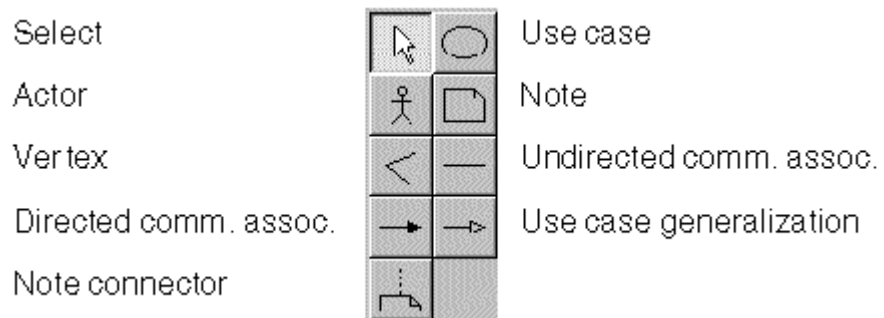 Select Use case
Actor Note
Vertex Undirected comm. assoc.
Directed comm. assoc. Use case generalization
Note connector